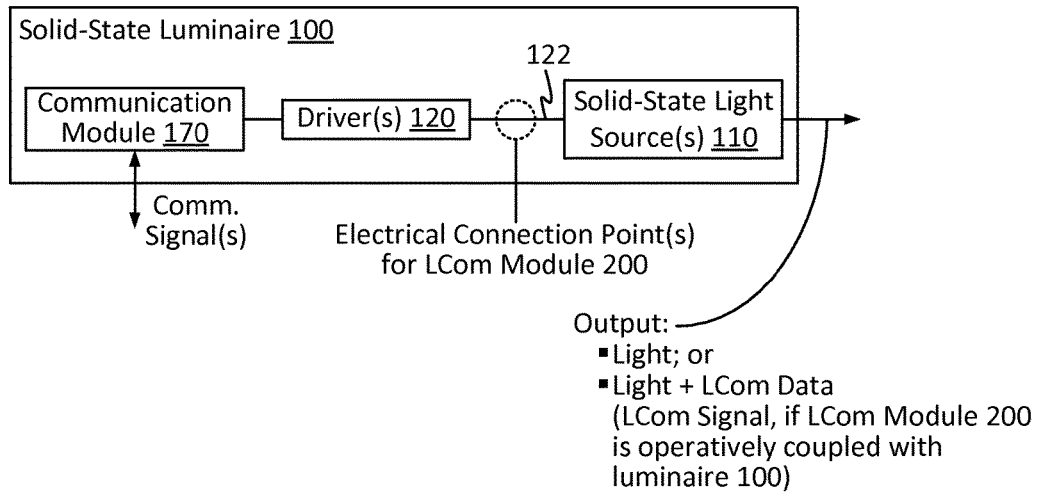 Solid-State Luminaire 100
122
Communication
Module 170
Driver(s) 120
Solid-State Light
Source(s) 110
Comm.
Signal(s)
Electrical Connection Point(s)
for LCom Module 200
Output:
▪Light; or
▪Light + LCom Data
(LCom Signal, if LCom Module 200
is operatively coupled with
luminaire 100)